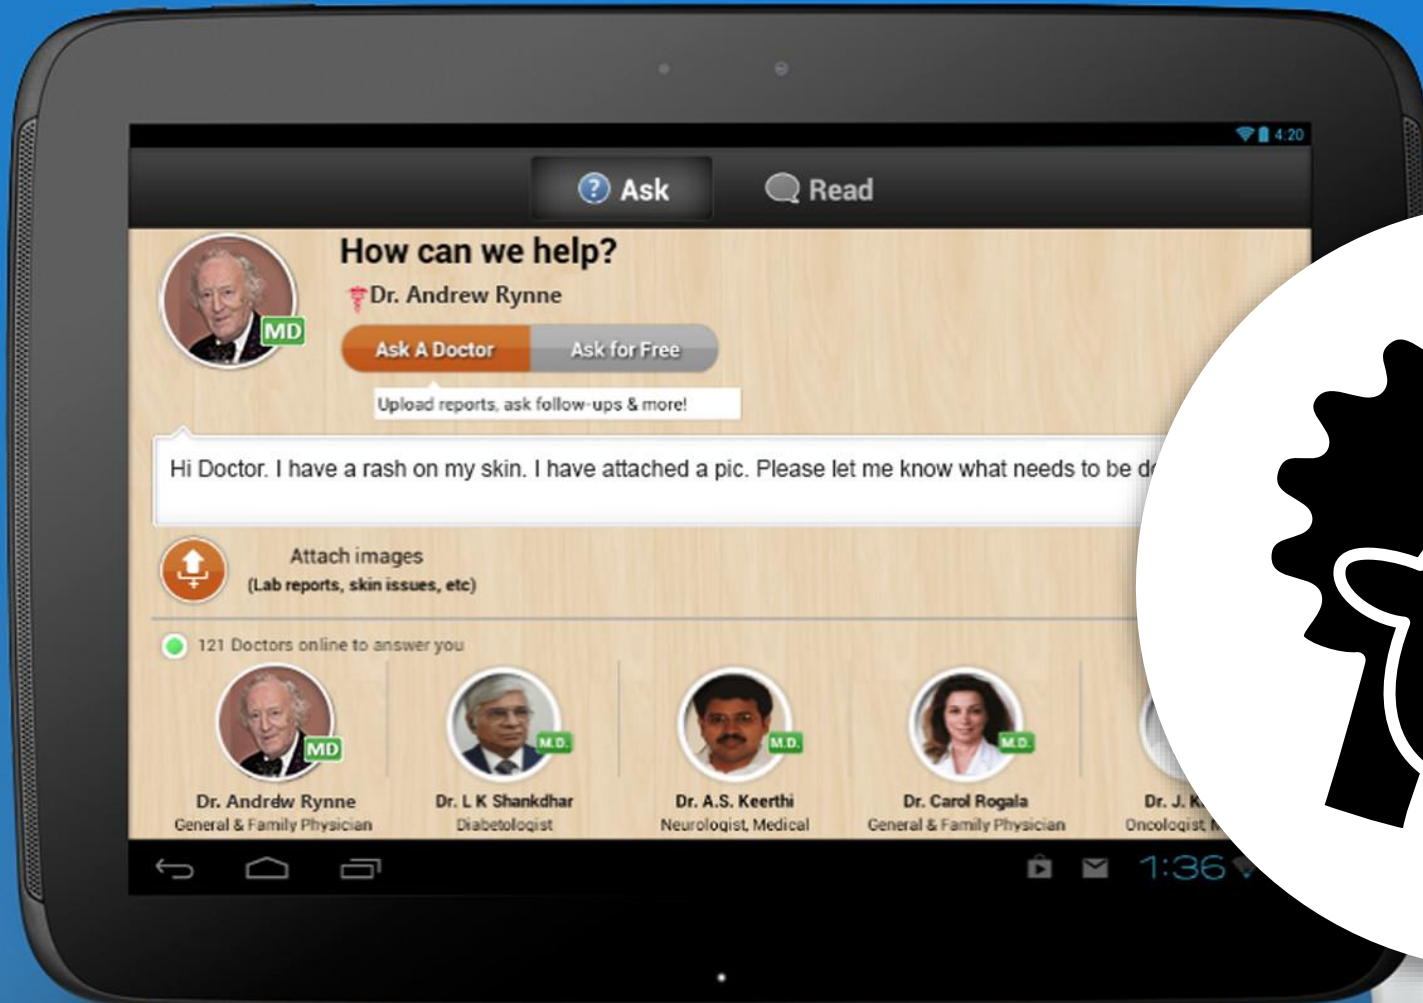 4:20
Ask
Read
How can we help?
Dr. Andrew Rynne
MD
Ask A Doctor
Ask for Free
Upload reports, ask follow-ups & more!
Hi Doctor. I have a rash on my skin. I have attached a pic. Please let me know what needs to be
Attach images
(Lab reports, skin issues, etc)
121 Doctors online to answer you
MD
M.D.
M.D.
M.D.
Dr. Andrew Rynne
Dr. L K Shankdhar
Dr. A.S. Keerthi
Dr. Carol Rogala
Dr. J.
General & Family Physician
Diabetologist
Neurologist, Medical
General & Family Physician
Oncologist,
1:36